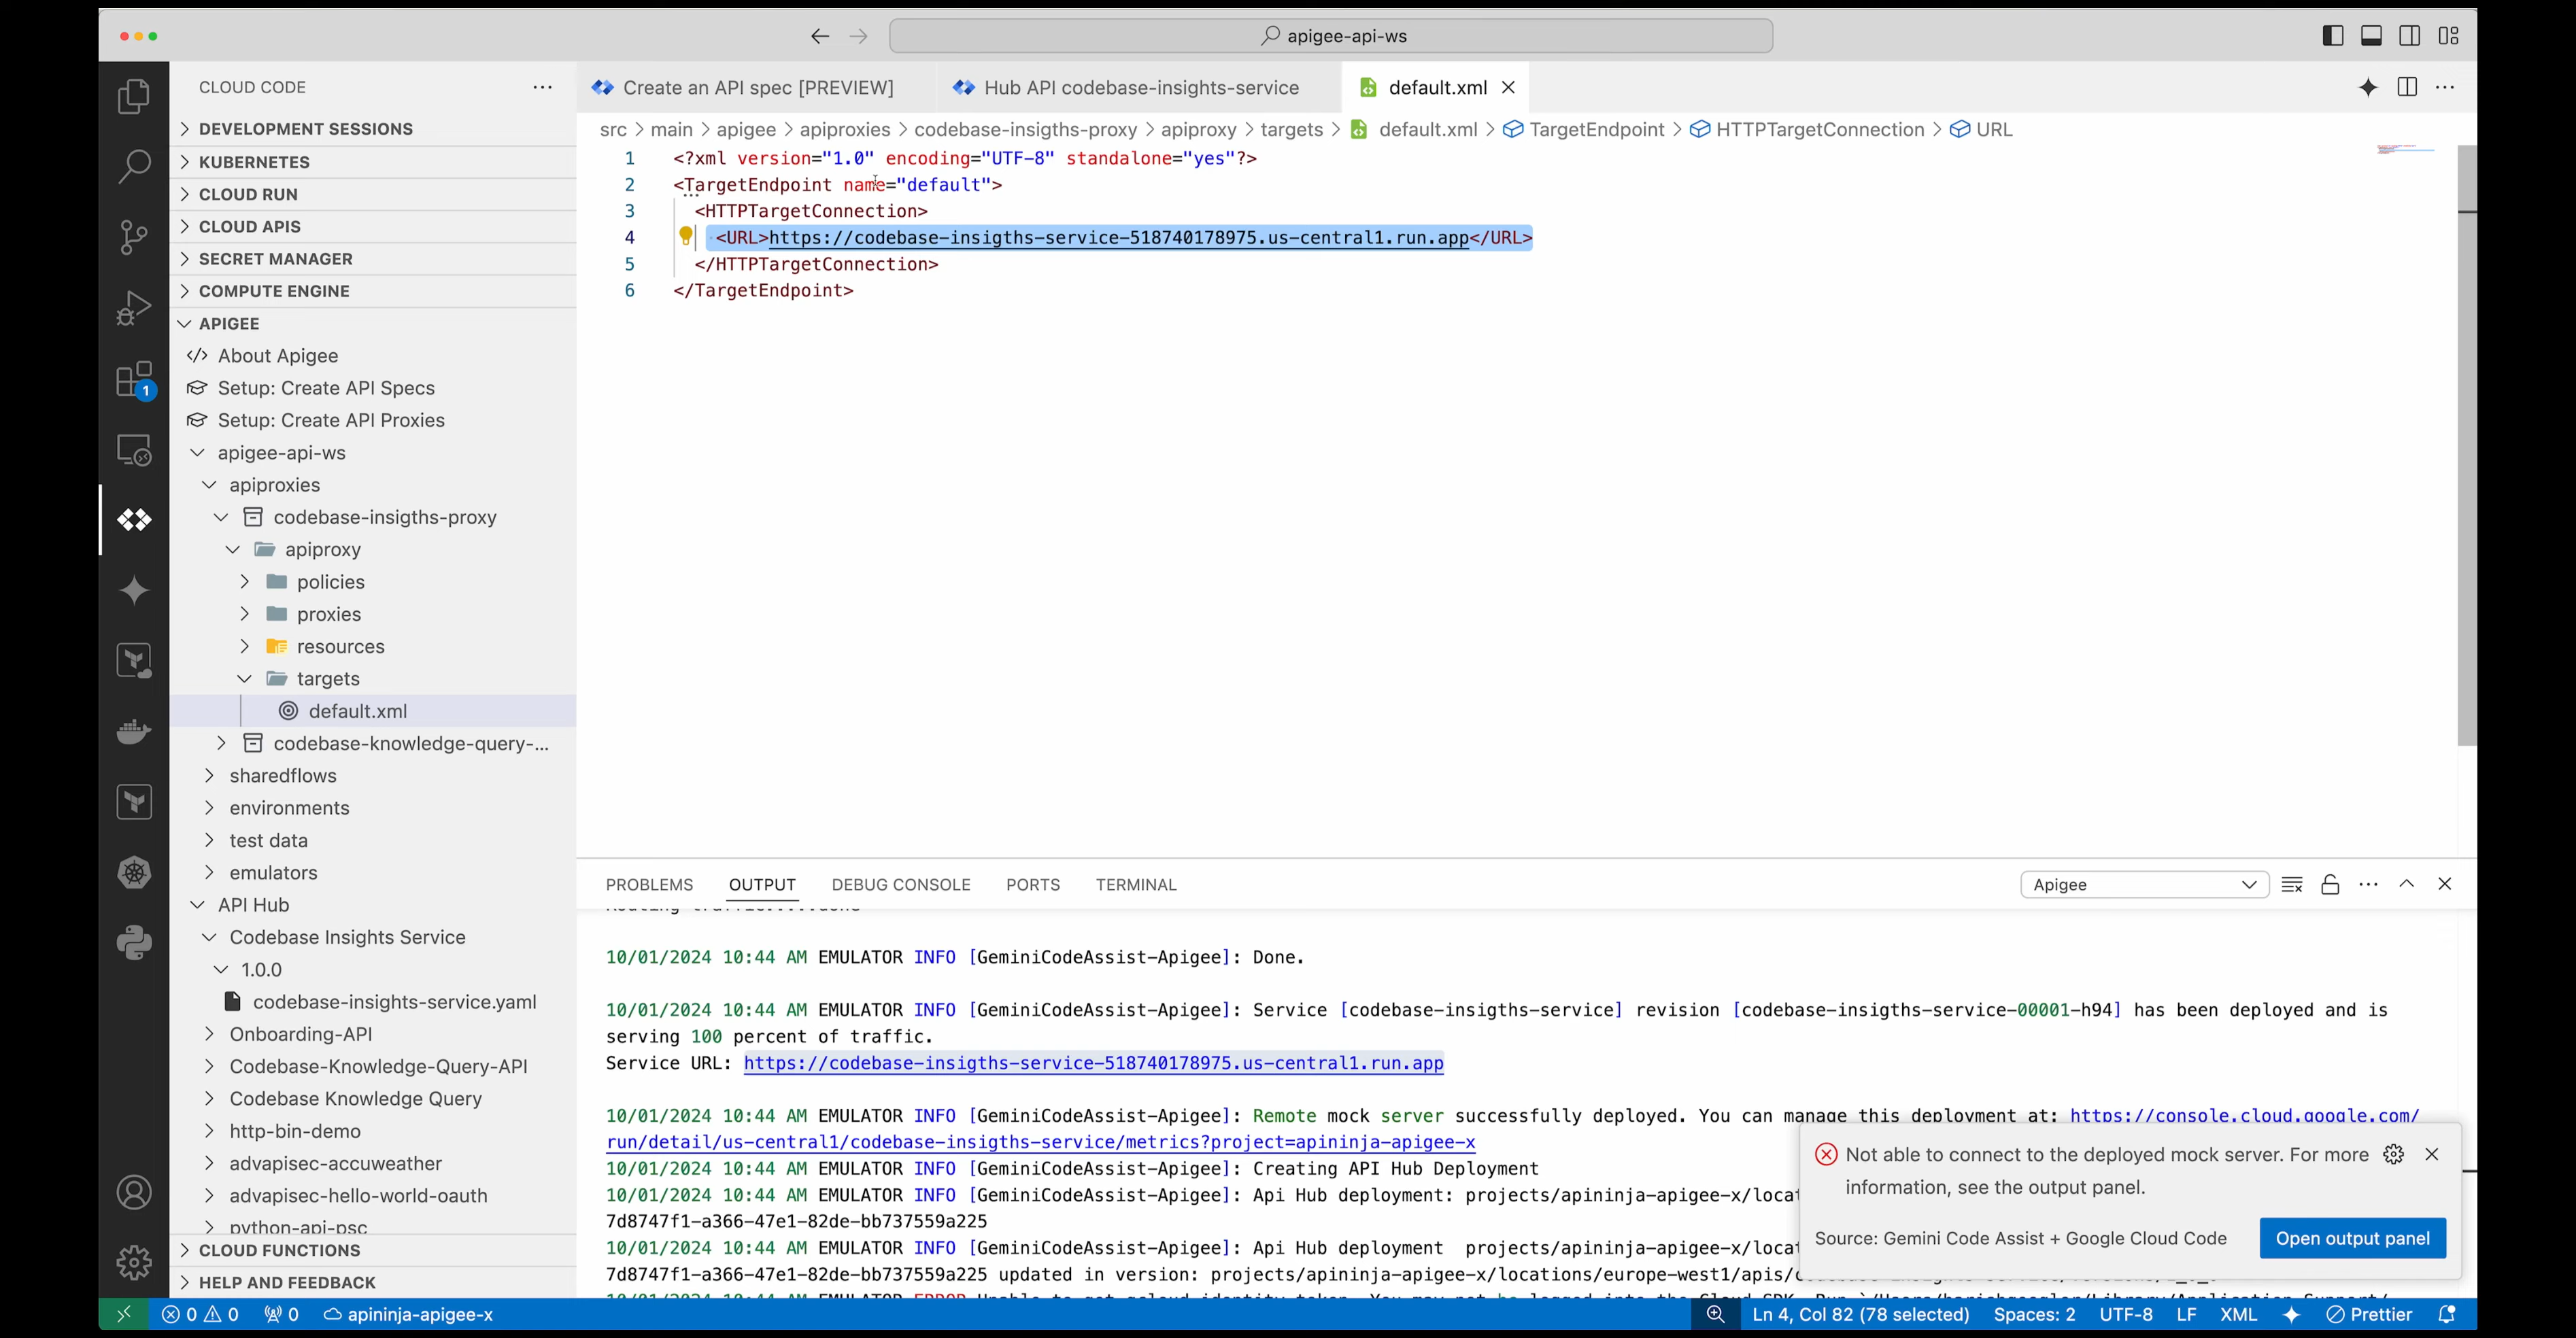 apigee-api-ws
CLOUD CODE
DEVELOPMENT SESSIONS
KUBERNETES
CLOUD RUN
CLOUD APIS
SECRET MANAGER
COMPUTE ENGINE
APIGEE
About Apigee
Setup: Create API Specs
Setup: Create API Proxies
apigee-api-ws
apiproxies
codebase-insigths-proxy
apiproxy
policies
proxies
resources
targets
default.xml
codebase-knowledge-query-...
sharedflows
environments
test data
emulators
API Hub
Codebase Insights Service
1.0.0
codebase-insights-service.yaml
Onboarding-API
Codebase-Knowledge-Query-API
Codebase Knowledge Query
http-bin-demo
advapisec-accuweather
advapisec-hello-world-oauth
python-api-psc
CLOUD FUNCTIONS
HELP AND FEEDBACK
1
Create an API spec [PREVIEW] Hub API codebase-insights-service default.xml
src > main > apigee > apiproxies > codebase-insigths-proxy > apiproxy > targets > default.xml > TargetEndpoint > HTTPTargetConnection > URL
1 <?xml version="1.0" encoding="UTF-8" standalone="yes"?>
2 <TargetEndpoint name="default">
3 <HTTPTargetConnection>
4 <URL>https://codebase-insigths-service-518740178975.us-central1.run.app</URL>
5 </HTTPTargetConnection>
6 </TargetEndpoint>
PROBLEMS OUTPUT DEBUG CONSOLE PORTS TERMINAL Apigee
10/01/2024 10:44 AM EMULATOR INFO [GeminiCodeAssist-Apigee]: Done.
10/01/2024 10:44 AM EMULATOR INFO [GeminiCodeAssist-Apigee]: Service [codebase-insigths-service] revision [codebase-insigths-service-00001-h94] has been deployed and is
serving 100 percent of traffic.
Service URL: https://codebase-insigths-service-518740178975.us-central1.run.app
10/01/2024 10:44 AM EMULATOR INFO [GeminiCodeAssist-Apigee]: Remote mock server successfully deployed. You can manage this deployment at: https://console.cloud.google.com/
run/detail/us-central1/codebase-insigths-service/metrics?project=apininja-apigee-x
10/01/2024 10:44 AM EMULATOR INFO [GeminiCodeAssist-Apigee]: Creating API Hub Deployment
10/01/2024 10:44 AM EMULATOR INFO [GeminiCodeAssist-Apigee]: Api Hub deployment: projects/apininja-apigee-x/locat
7d8747f1-a366-47e1-82de-bb737559a225
10/01/2024 10:44 AM EMULATOR INFO [GeminiCodeAssist-Apigee]: Api Hub deployment projects/apininja-apigee-x/locat
7d8747f1-a366-47e1-82de-bb737559a225 updated in version: projects/apininja-apigee-x/locations/europe-west1/apis/
Not able to connect to the deployed mock server. For more
information, see the output panel.
Source: Gemini Code Assist + Google Cloud Code
Open output panel
0 0 0 apininja-apigee-x Ln 4, Col 82 (78 selected) Spaces: 2 UTF-8 LF XML Prettier